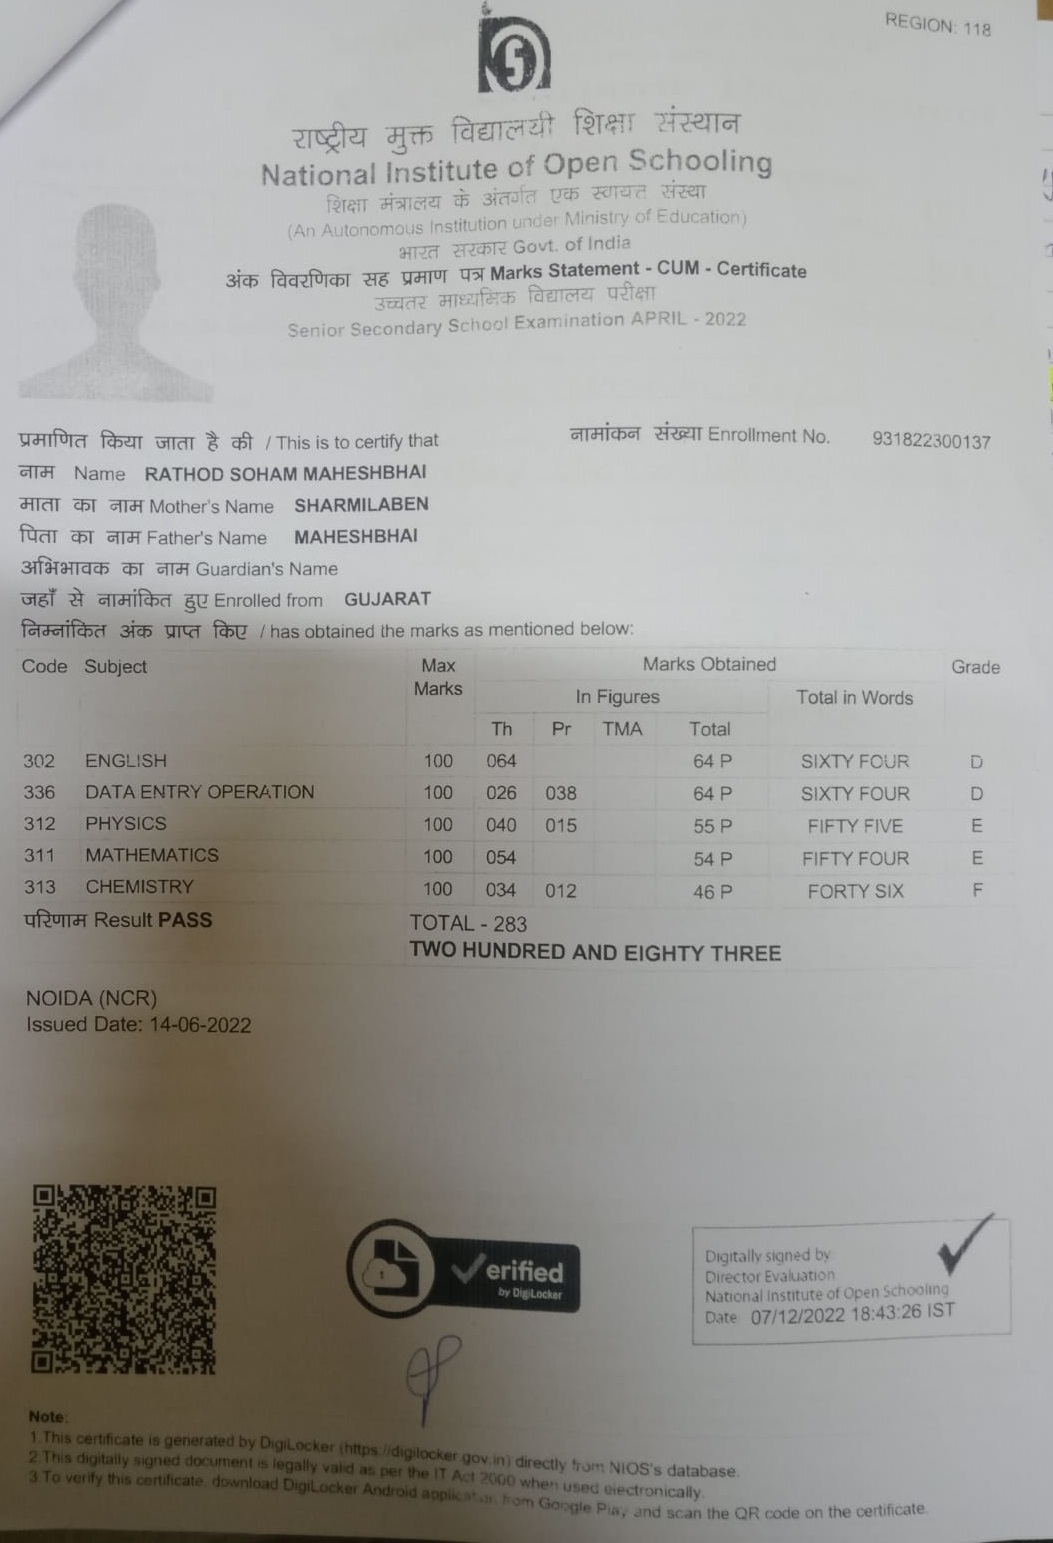 REGION: 118
राष्ट्रीय मुक्त विद्यालयी शिक्षा संस्थान
National Institute of Open Schooling
शिक्षा मंत्रालय के अंतर्गत एक स्वायत्त संस्था
(An Autonomous Institution under Ministry of Education)
भारत सरकार Govt. of India
अंक विवरणिका सह प्रमाण पत्र Marks Statement - CUM - Certificate
उच्चतर माध्यमिक विद्यालय परीक्षा
Senior Secondary School Examination APRIL - 2022
प्रमाणित किया जाता है की / This is to certify that नामांकन संख्या Enrollment No. 931822300137
नाम Name RATHOD SOHAM MAHESHBHAI
माता का नाम Mother's Name SHARMILABEN
पिता का नाम Father's Name MAHESHBHAI
अभिभावक का नाम Guardian's Name
जहाँ से नामांकित हुए Enrolled from GUJARAT
निम्नांकित अंक प्राप्त किए / has obtained the marks as mentioned below:
Code Subject Max Marks Marks Obtained Grade
In Figures Total in Words
Th Pr TMA Total
302 ENGLISH 100 064 64 P SIXTY FOUR D
336 DATA ENTRY OPERATION 100 026 038 64 P SIXTY FOUR D
312 PHYSICS 100 040 015 55 P FIFTY FIVE E
311 MATHEMATICS 100 054 54 P FIFTY FOUR E
313 CHEMISTRY 100 034 012 46 P FORTY SIX F
परिणाम Result PASS TOTAL - 283
TWO HUNDRED AND EIGHTY THREE
NOIDA (NCR)
Issued Date: 14-06-2022
Verified
by DigiLocker
Digitally signed by
Director Evaluation
National Institute of Open Schooling
Date: 07/12/2022 18:43:26 IST
Note:
1.This certificate is generated by DigiLocker (https://digilocker.gov.in) directly from NIOS's database.
2.This digitally signed document is legally valid as per the IT Act 2000 when used electronically.
3.To verify this certificate, download DigiLocker Android application from Google Play and scan the QR code on the certificate.